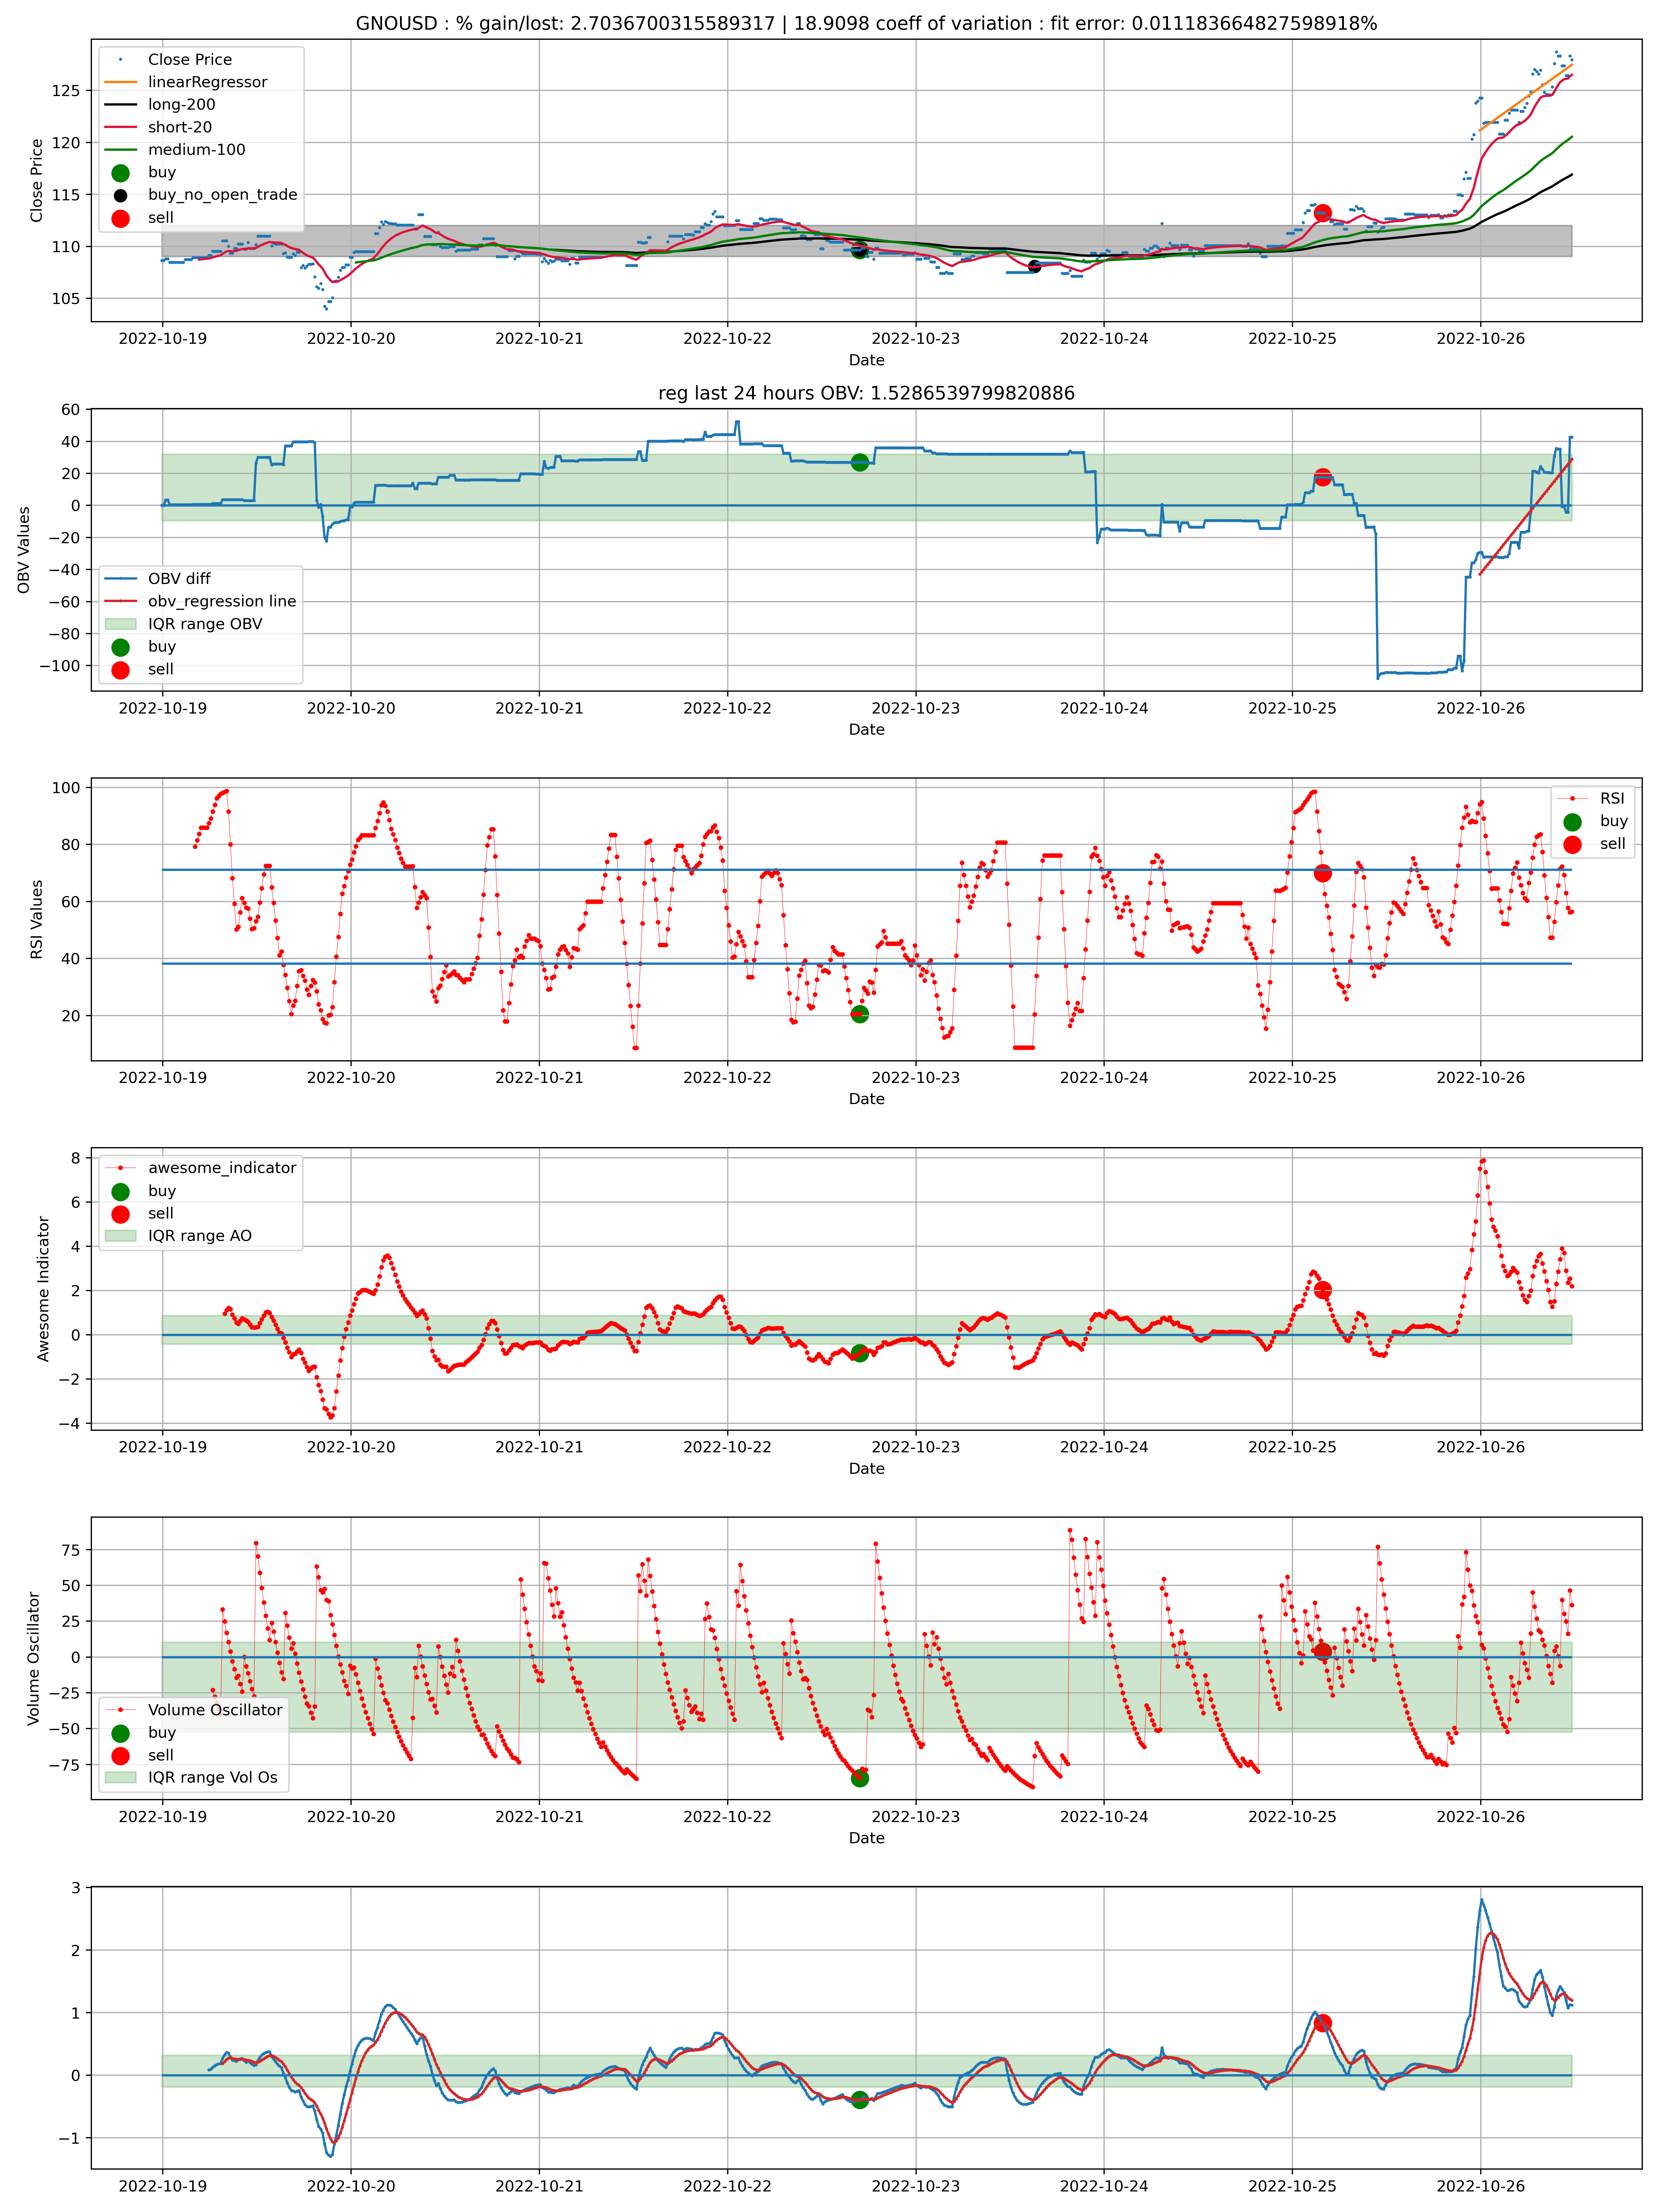 GNOUSD : % gain/lost: 2.7036700315589317 | 18.9098 coeff of variation : fit error: 0.011183664827598918%
Close Price
linearRegressor
long-200
short-20
medium-100
buy
buy_no_open_trade
sell
Close Price
125
120
115
110
105
2022-10-19 2022-10-20 2022-10-21 2022-10-22 2022-10-23 2022-10-24 2022-10-25 2022-10-26
Date
reg last 24 hours OBV: 1.5286539799820886
OBV Values
60
40
20
0
−20
−40
−60
−80
−100
OBV diff
obv_regression line
IQR range OBV
buy
sell
2022-10-19 2022-10-20 2022-10-21 2022-10-22 2022-10-23 2022-10-24 2022-10-25 2022-10-26
Date
RSI Values
100
80
60
40
20
RSI
buy
sell
2022-10-19 2022-10-20 2022-10-21 2022-10-22 2022-10-23 2022-10-24 2022-10-25 2022-10-26
Date
Awesome Indicator
8
6
4
2
0
−2
−4
awesome_indicator
buy
sell
IQR range AO
2022-10-19 2022-10-20 2022-10-21 2022-10-22 2022-10-23 2022-10-24 2022-10-25 2022-10-26
Date
Volume Oscillator
75
50
25
0
−25
−50
−75
Volume Oscillator
buy
sell
IQR range Vol Os
2022-10-19 2022-10-20 2022-10-21 2022-10-22 2022-10-23 2022-10-24 2022-10-25 2022-10-26
Date
3
2
1
0
−1
2022-10-19 2022-10-20 2022-10-21 2022-10-22 2022-10-23 2022-10-24 2022-10-25 2022-10-26